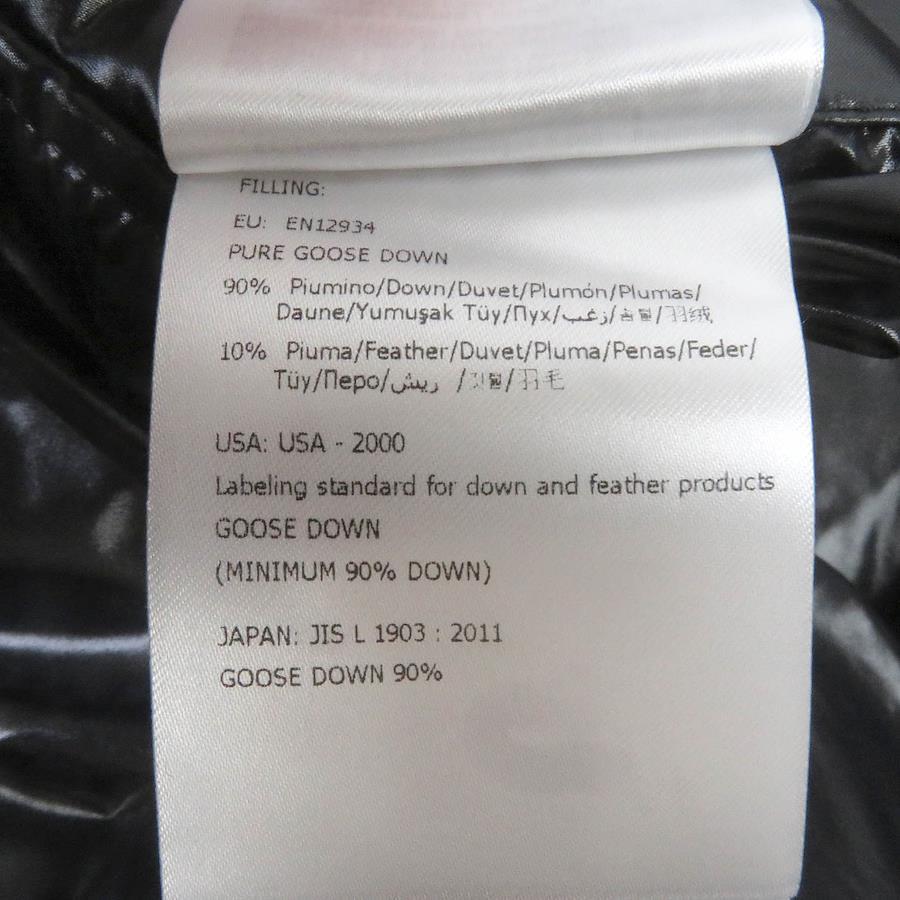 FILLING:
EU: EN12934
PURE GOOSE DOWN
90% Piumino/Down/Duvet/Plumón/Plumas/
Daune/Yumuşak Tüy/Пух/زغب/솜털/羽绒
10% Piuma/Feather/Duvet/Pluma/Penas/Feder/
Tüy/Перо/ريش /깃털/羽毛
USA: USA - 2000
Labeling standard for down and feather products
GOOSE DOWN
(MINIMUM 90% DOWN)
JAPAN: JIS L 1903 : 2011
GOOSE DOWN 90%